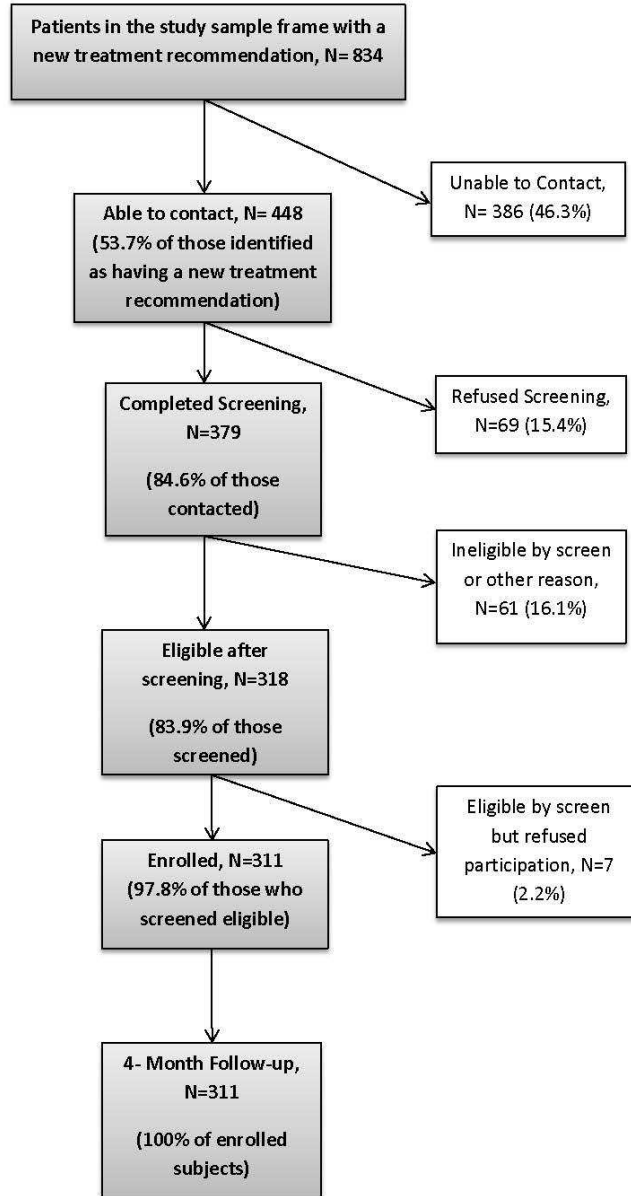 Patients in the study sample frame with a
new treatment recommendation, N= 834
Unable to Contact,
N= 386 (46.3%)
Able to contact, N= 448
(53.7% of those identified
as having a new treatment
recommendation)
Refused Screening,
N=69 (15.4%)
Completed Screening,
N=379
(84.6% of those
contacted)
Ineligible by screen
or other reason,
N=61 (16.1%)
Eligible after
screening, N=318
(83.9% of those
screened)
Eligible by screen
but refused
participation, N=7
(2.2%)
Enrolled, N=311
(97.8% of those who
screened eligible)
4- Month Follow-up,
N=311
(100% of enrolled
subjects)